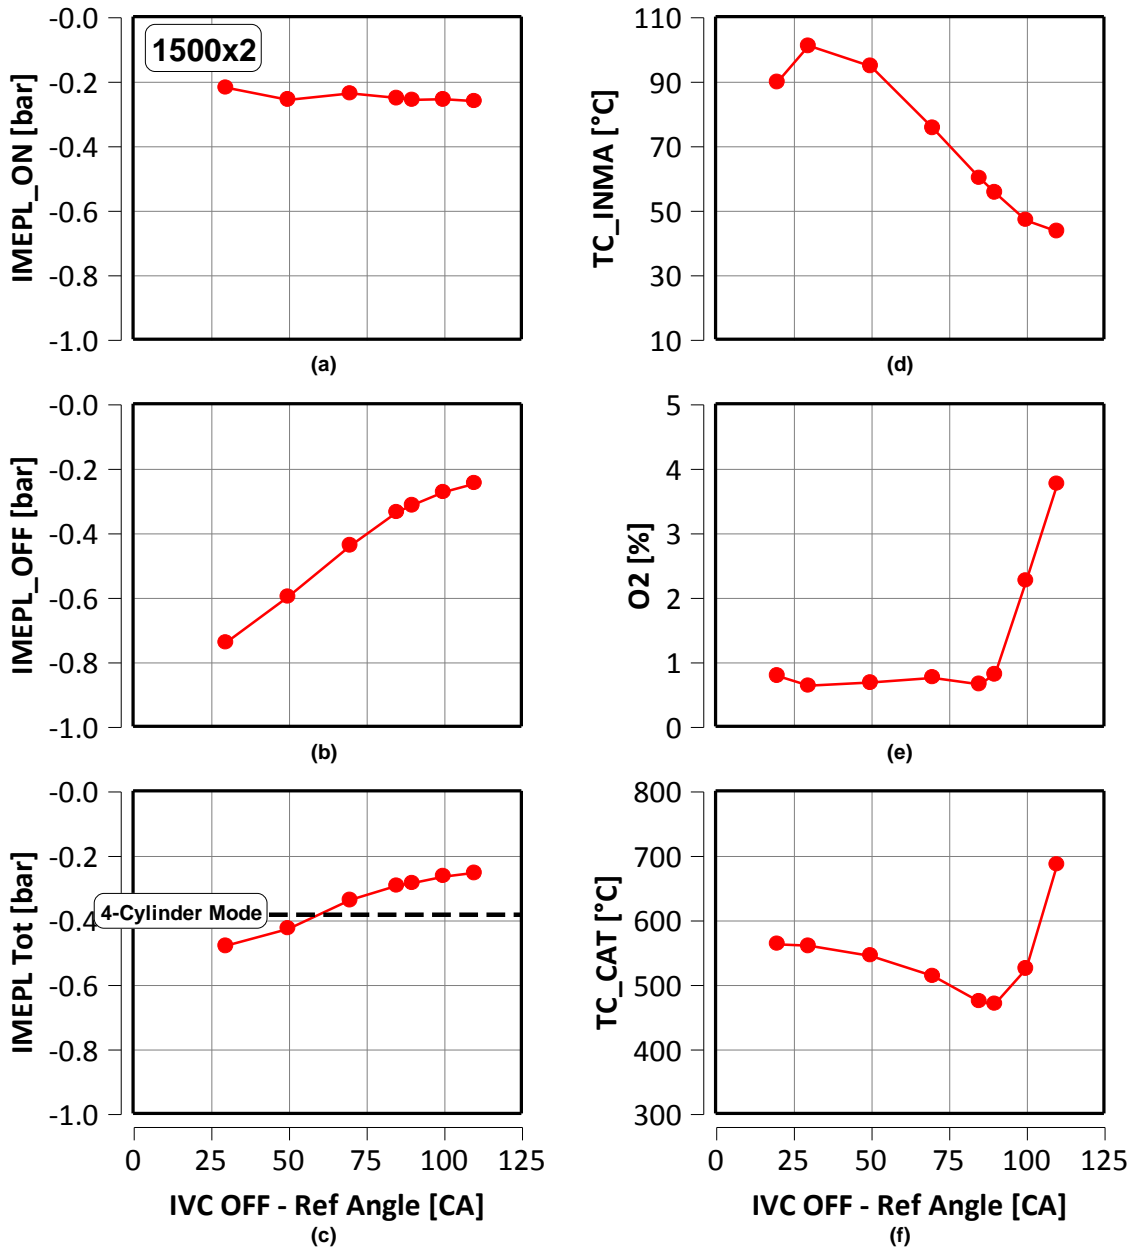 1500x2
IMEPL_ON [bar]
-0.0
-0.2
-0.4
-0.6
-0.8
-1.0
(a)
TC_INMA [°C]
110
90
70
50
30
10
(d)
IMEPL_OFF [bar]
-0.0
-0.2
-0.4
-0.6
-0.8
-1.0
(b)
O2 [%]
5
4
3
2
1
0
(e)
IMEPL Tot [bar]
-0.0
-0.2
-0.4
-0.6
-0.8
-1.0
4-Cylinder Mode
0 25 50 75 100 125
IVC OFF - Ref Angle [CA]
(c)
TC_CAT [°C]
800
700
600
500
400
300
0 25 50 75 100 125
IVC OFF - Ref Angle [CA]
(f)